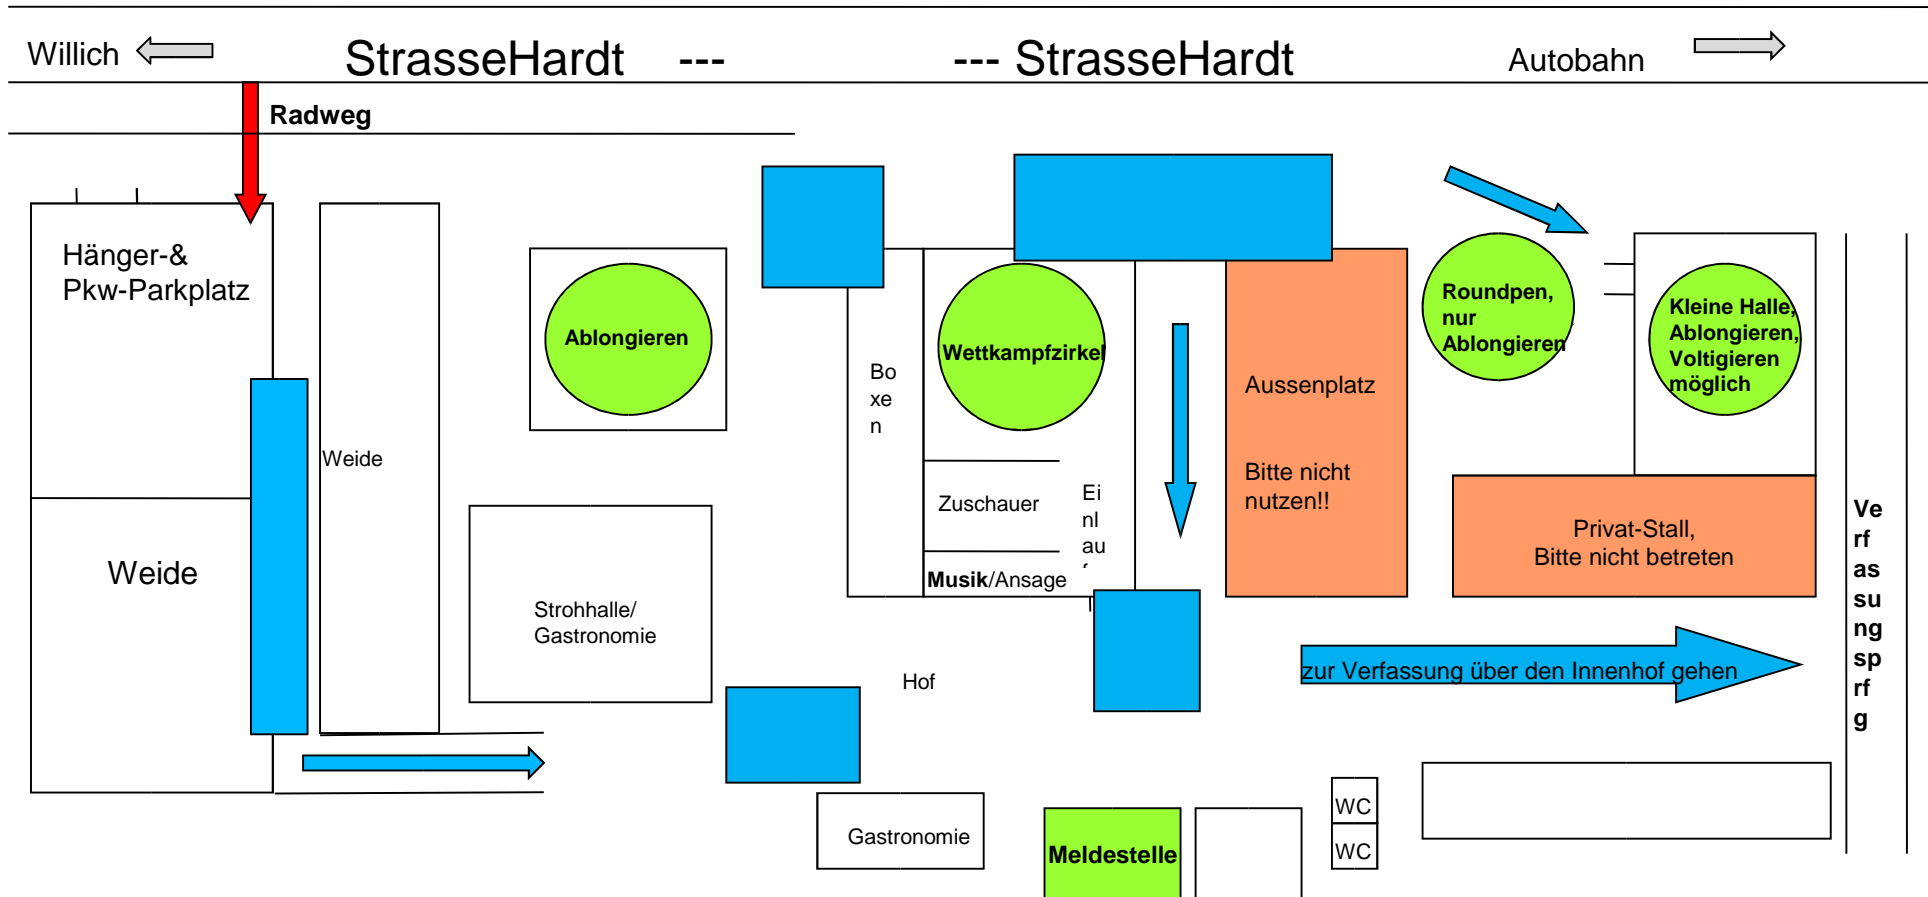 Willich
StrasseHardt ---
--- StrasseHardt
Autobahn
Radweg
Hänger-&
Pkw-Parkplatz
Weide
Weide
Ablongieren
Strohhalle/
Gastronomie
Bo
xe
n
Wettkampfzirkel
Zuschauer
Musik/Ansage
Ei
nl
au
Aussenplatz
Bitte nicht
nutzen!!
Roundpen,
nur
Ablongieren
Kleine Halle,
Ablongieren,
Voltigieren
möglich
Privat-Stall,
Bitte nicht betreten
Ve
rf
as
su
ng
sp
rf
g
Hof
zur Verfassung über den Innenhof gehen
Gastronomie
Meldestelle
WC
WC